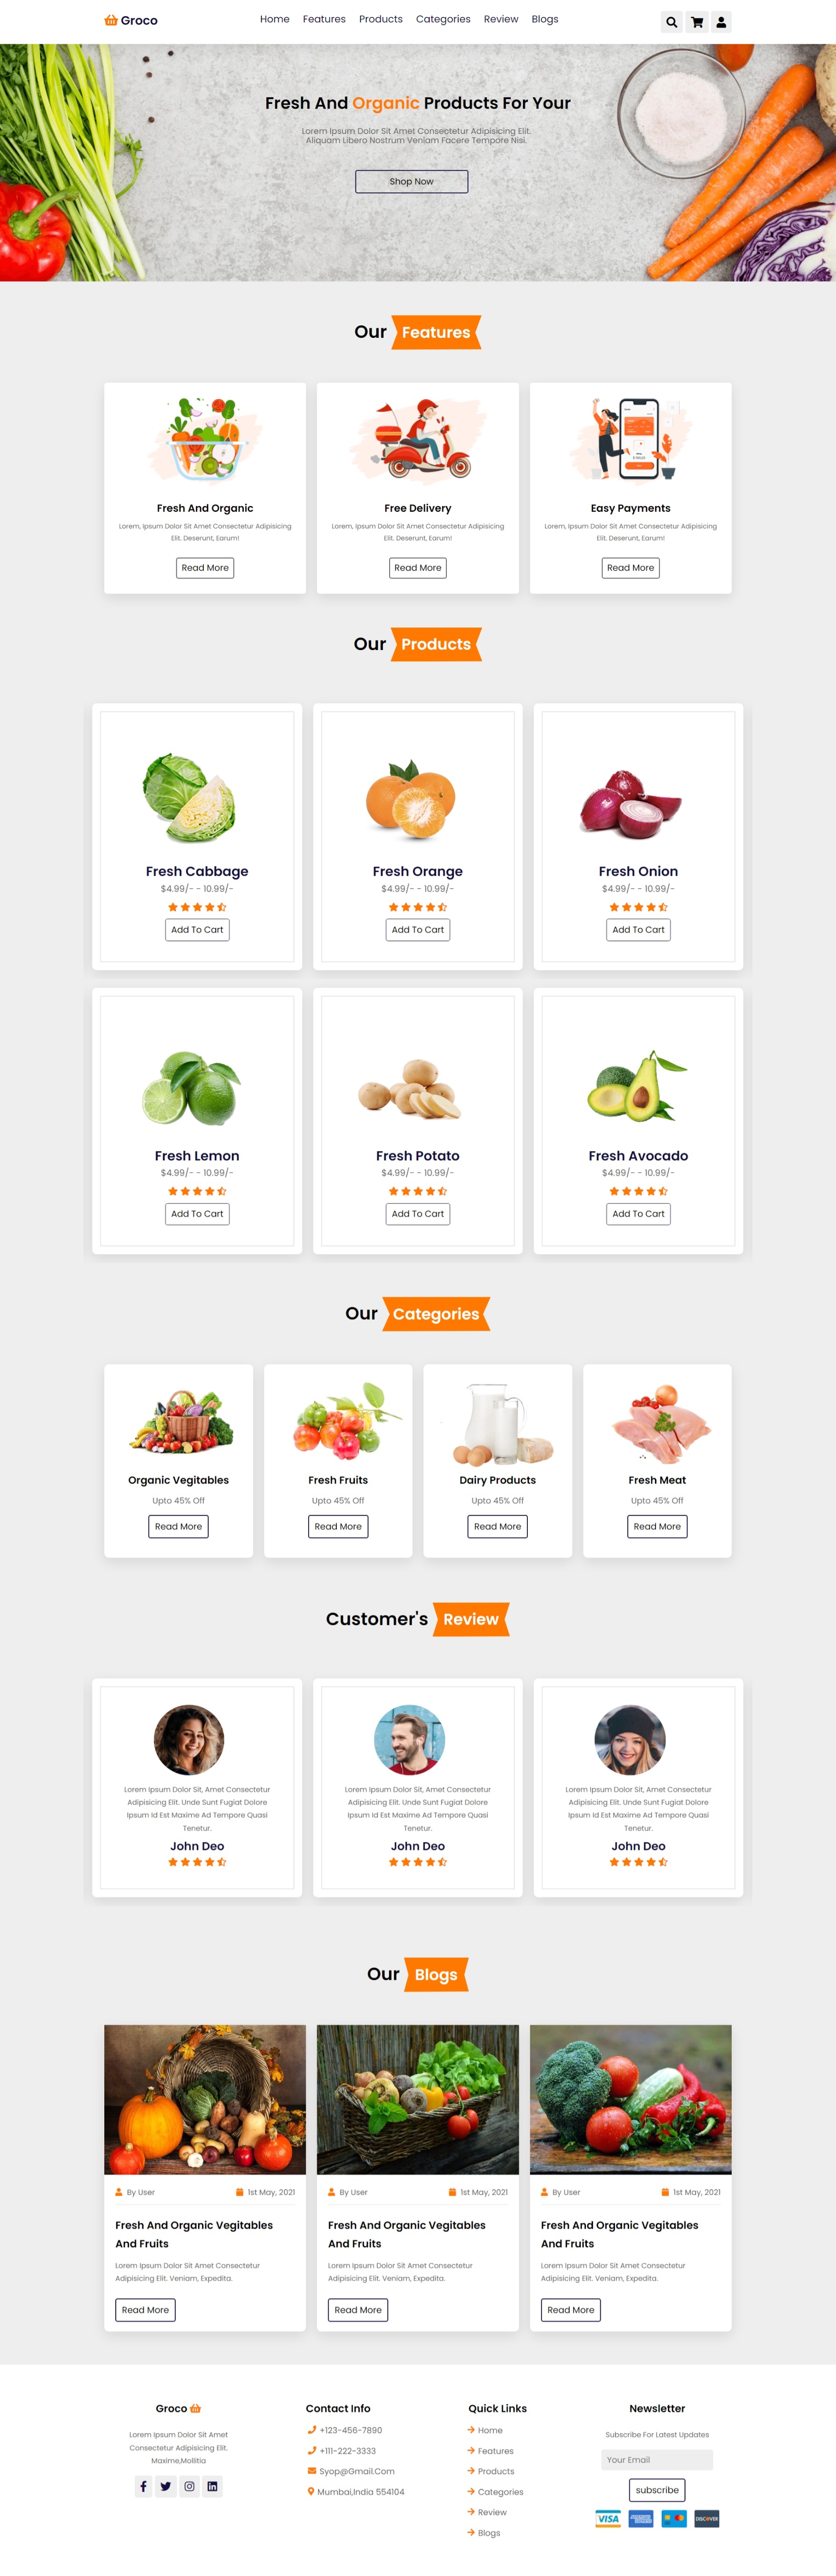 Groco
Home Features Products Categories Review Blogs
Fresh And Organic Products For Your
Lorem Ipsum Dolor Sit Amet Consectetur Adipisicing Elit.
Aliquam Libero Nostrum Veniam Facere Tempore Nisi.
Shop Now
Our Features
Fresh And Organic
Lorem, Ipsum Dolor Sit Amet Consectetur Adipisicing
Elit. Deserunt, Earum!
Read More
Free Delivery
Lorem, Ipsum Dolor Sit Amet Consectetur Adipisicing
Elit. Deserunt, Earum!
Read More
Easy Payments
Lorem, Ipsum Dolor Sit Amet Consectetur Adipisicing
Elit. Deserunt, Earum!
Read More
Our Products
Fresh Cabbage
$4.99/- - 10.99/-
Add To Cart
Fresh Orange
$4.99/- - 10.99/-
Add To Cart
Fresh Onion
$4.99/- - 10.99/-
Add To Cart
Fresh Lemon
$4.99/- - 10.99/-
Add To Cart
Fresh Potato
$4.99/- - 10.99/-
Add To Cart
Fresh Avocado
$4.99/- - 10.99/-
Add To Cart
Our Categories
Organic Vegitables
Upto 45% Off
Read More
Fresh Fruits
Upto 45% Off
Read More
Dairy Products
Upto 45% Off
Read More
Fresh Meat
Upto 45% Off
Read More
Customer's Review
Lorem Ipsum Dolor Sit, Amet Consectetur
Adipisicing Elit. Unde Sunt Fugiat Dolore
Ipsum Id Est Maxime Ad Tempore Quasi
Tenetur.
John Deo
Lorem Ipsum Dolor Sit, Amet Consectetur
Adipisicing Elit. Unde Sunt Fugiat Dolore
Ipsum Id Est Maxime Ad Tempore Quasi
Tenetur.
John Deo
Lorem Ipsum Dolor Sit, Amet Consectetur
Adipisicing Elit. Unde Sunt Fugiat Dolore
Ipsum Id Est Maxime Ad Tempore Quasi
Tenetur.
John Deo
Our Blogs
By User 1st May, 2021
Fresh And Organic Vegitables
And Fruits
Lorem Ipsum Dolor Sit Amet Consectetur
Adipisicing Elit. Veniam, Expedita.
Read More
By User 1st May, 2021
Fresh And Organic Vegitables
And Fruits
Lorem Ipsum Dolor Sit Amet Consectetur
Adipisicing Elit. Veniam, Expedita.
Read More
By User 1st May, 2021
Fresh And Organic Vegitables
And Fruits
Lorem Ipsum Dolor Sit Amet Consectetur
Adipisicing Elit. Veniam, Expedita.
Read More
Groco
Lorem Ipsum Dolor Sit Amet
Consectetur Adipisicing Elit.
Maxime,Mollitia
Contact Info
+123-456-7890
+111-222-3333
Syop@Gmail.Com
Mumbai,India 554104
Quick Links
Home
Features
Products
Categories
Review
Blogs
Newsletter
Subscribe For Latest Updates
Your Email
subscribe
VISA
DISCOVER